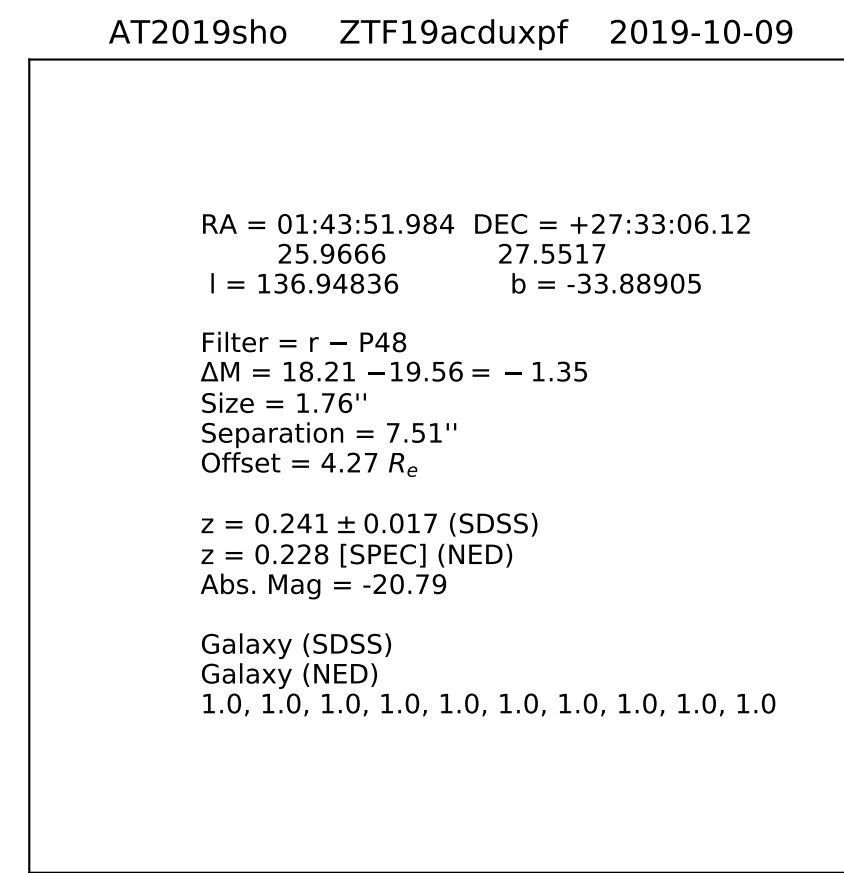 AT2019sho ZTF19acduxpf 2019-10-09
RA = 01:43:51.984 DEC = +27:33:06.12
25.9666 27.5517
l = 136.94836 b = -33.88905
Filter = r − P48
ΔM = 18.21 −19.56 = − 1.35
Size = 1.76''
Separation = 7.51''
Offset = 4.27 Rₑ
z = 0.241 ± 0.017 (SDSS)
z = 0.228 [SPEC] (NED)
Abs. Mag = -20.79
Galaxy (SDSS)
Galaxy (NED)
1.0, 1.0, 1.0, 1.0, 1.0, 1.0, 1.0, 1.0, 1.0, 1.0